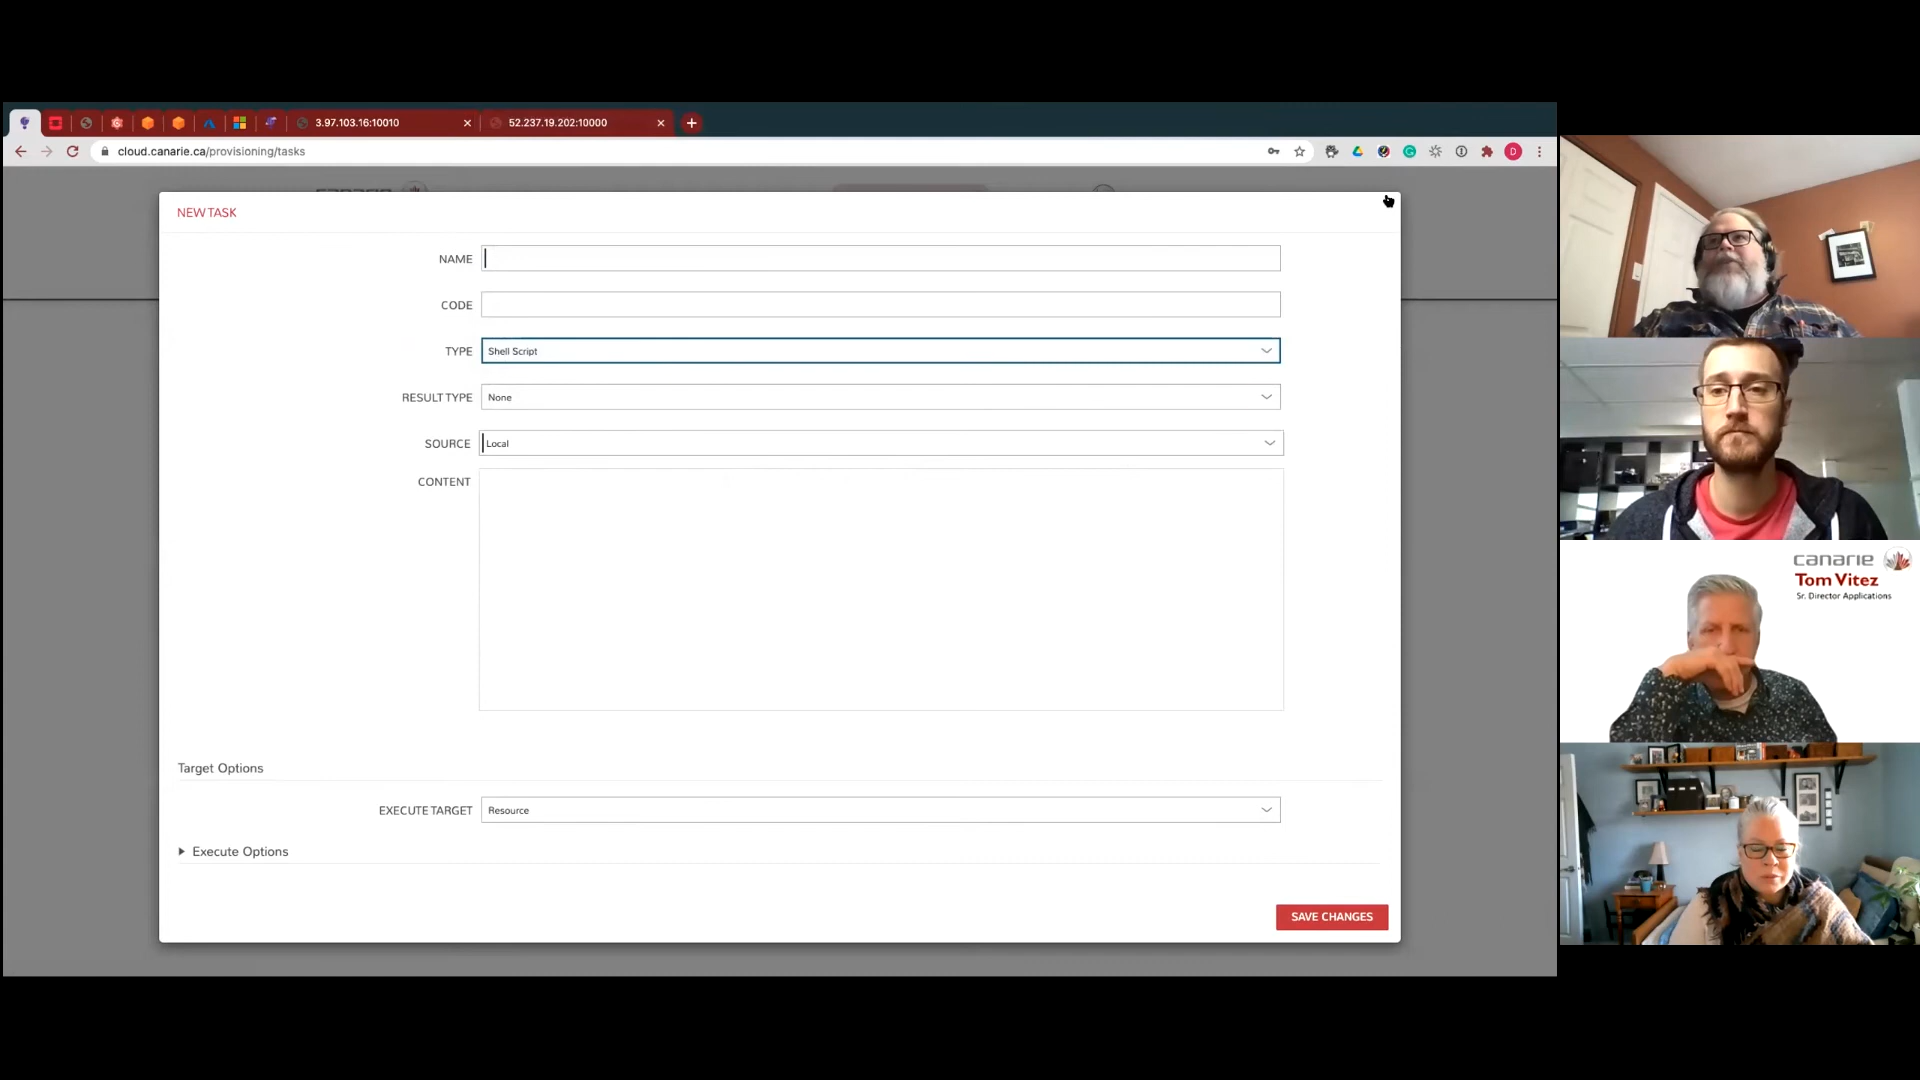 3.97.103.16:10010
52.237.19.202:10000
cloud.canarie.ca/provisioning/tasks
NEW TASK
NAME
CODE
TYPE Shell Script
RESULT TYPE None
SOURCE Local
CONTENT
Target Options
EXECUTE TARGET Resource
Execute Options
SAVE CHANGES
canarie
Tom Vitez
Sr. Director Applications